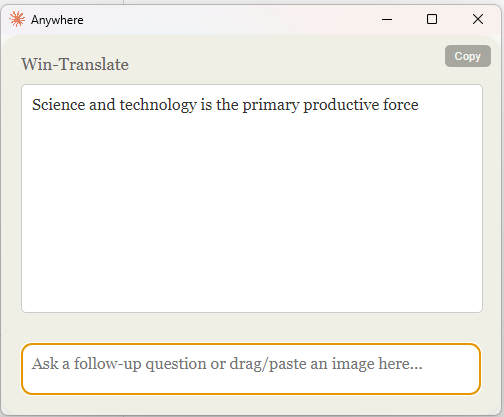 Anywhere
Copy
Win-Translate
Science and technology is the primary productive force
Ask a follow-up question or drag/paste an image here...